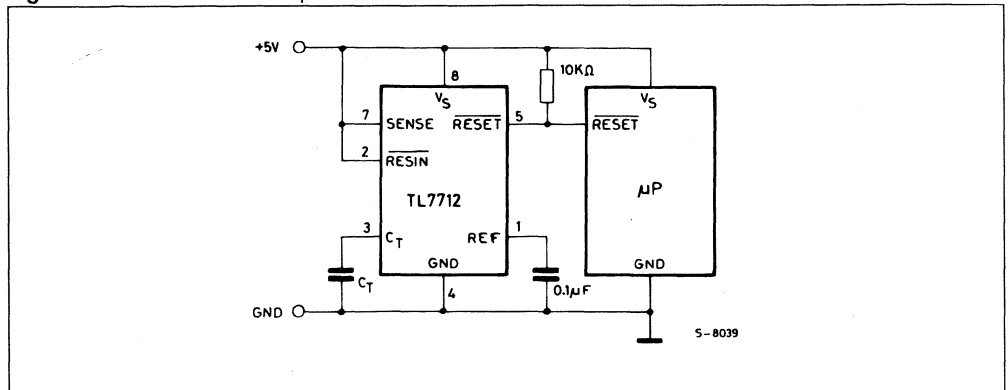 +5V
8
10KΩ
V_S
V_S
7
SENSE
RESET
5
RESET
2
RESIN
TL7712
μP
3
1
C_T
REF
GND
GND
C_T
4
0.1μF
GND
S-8039